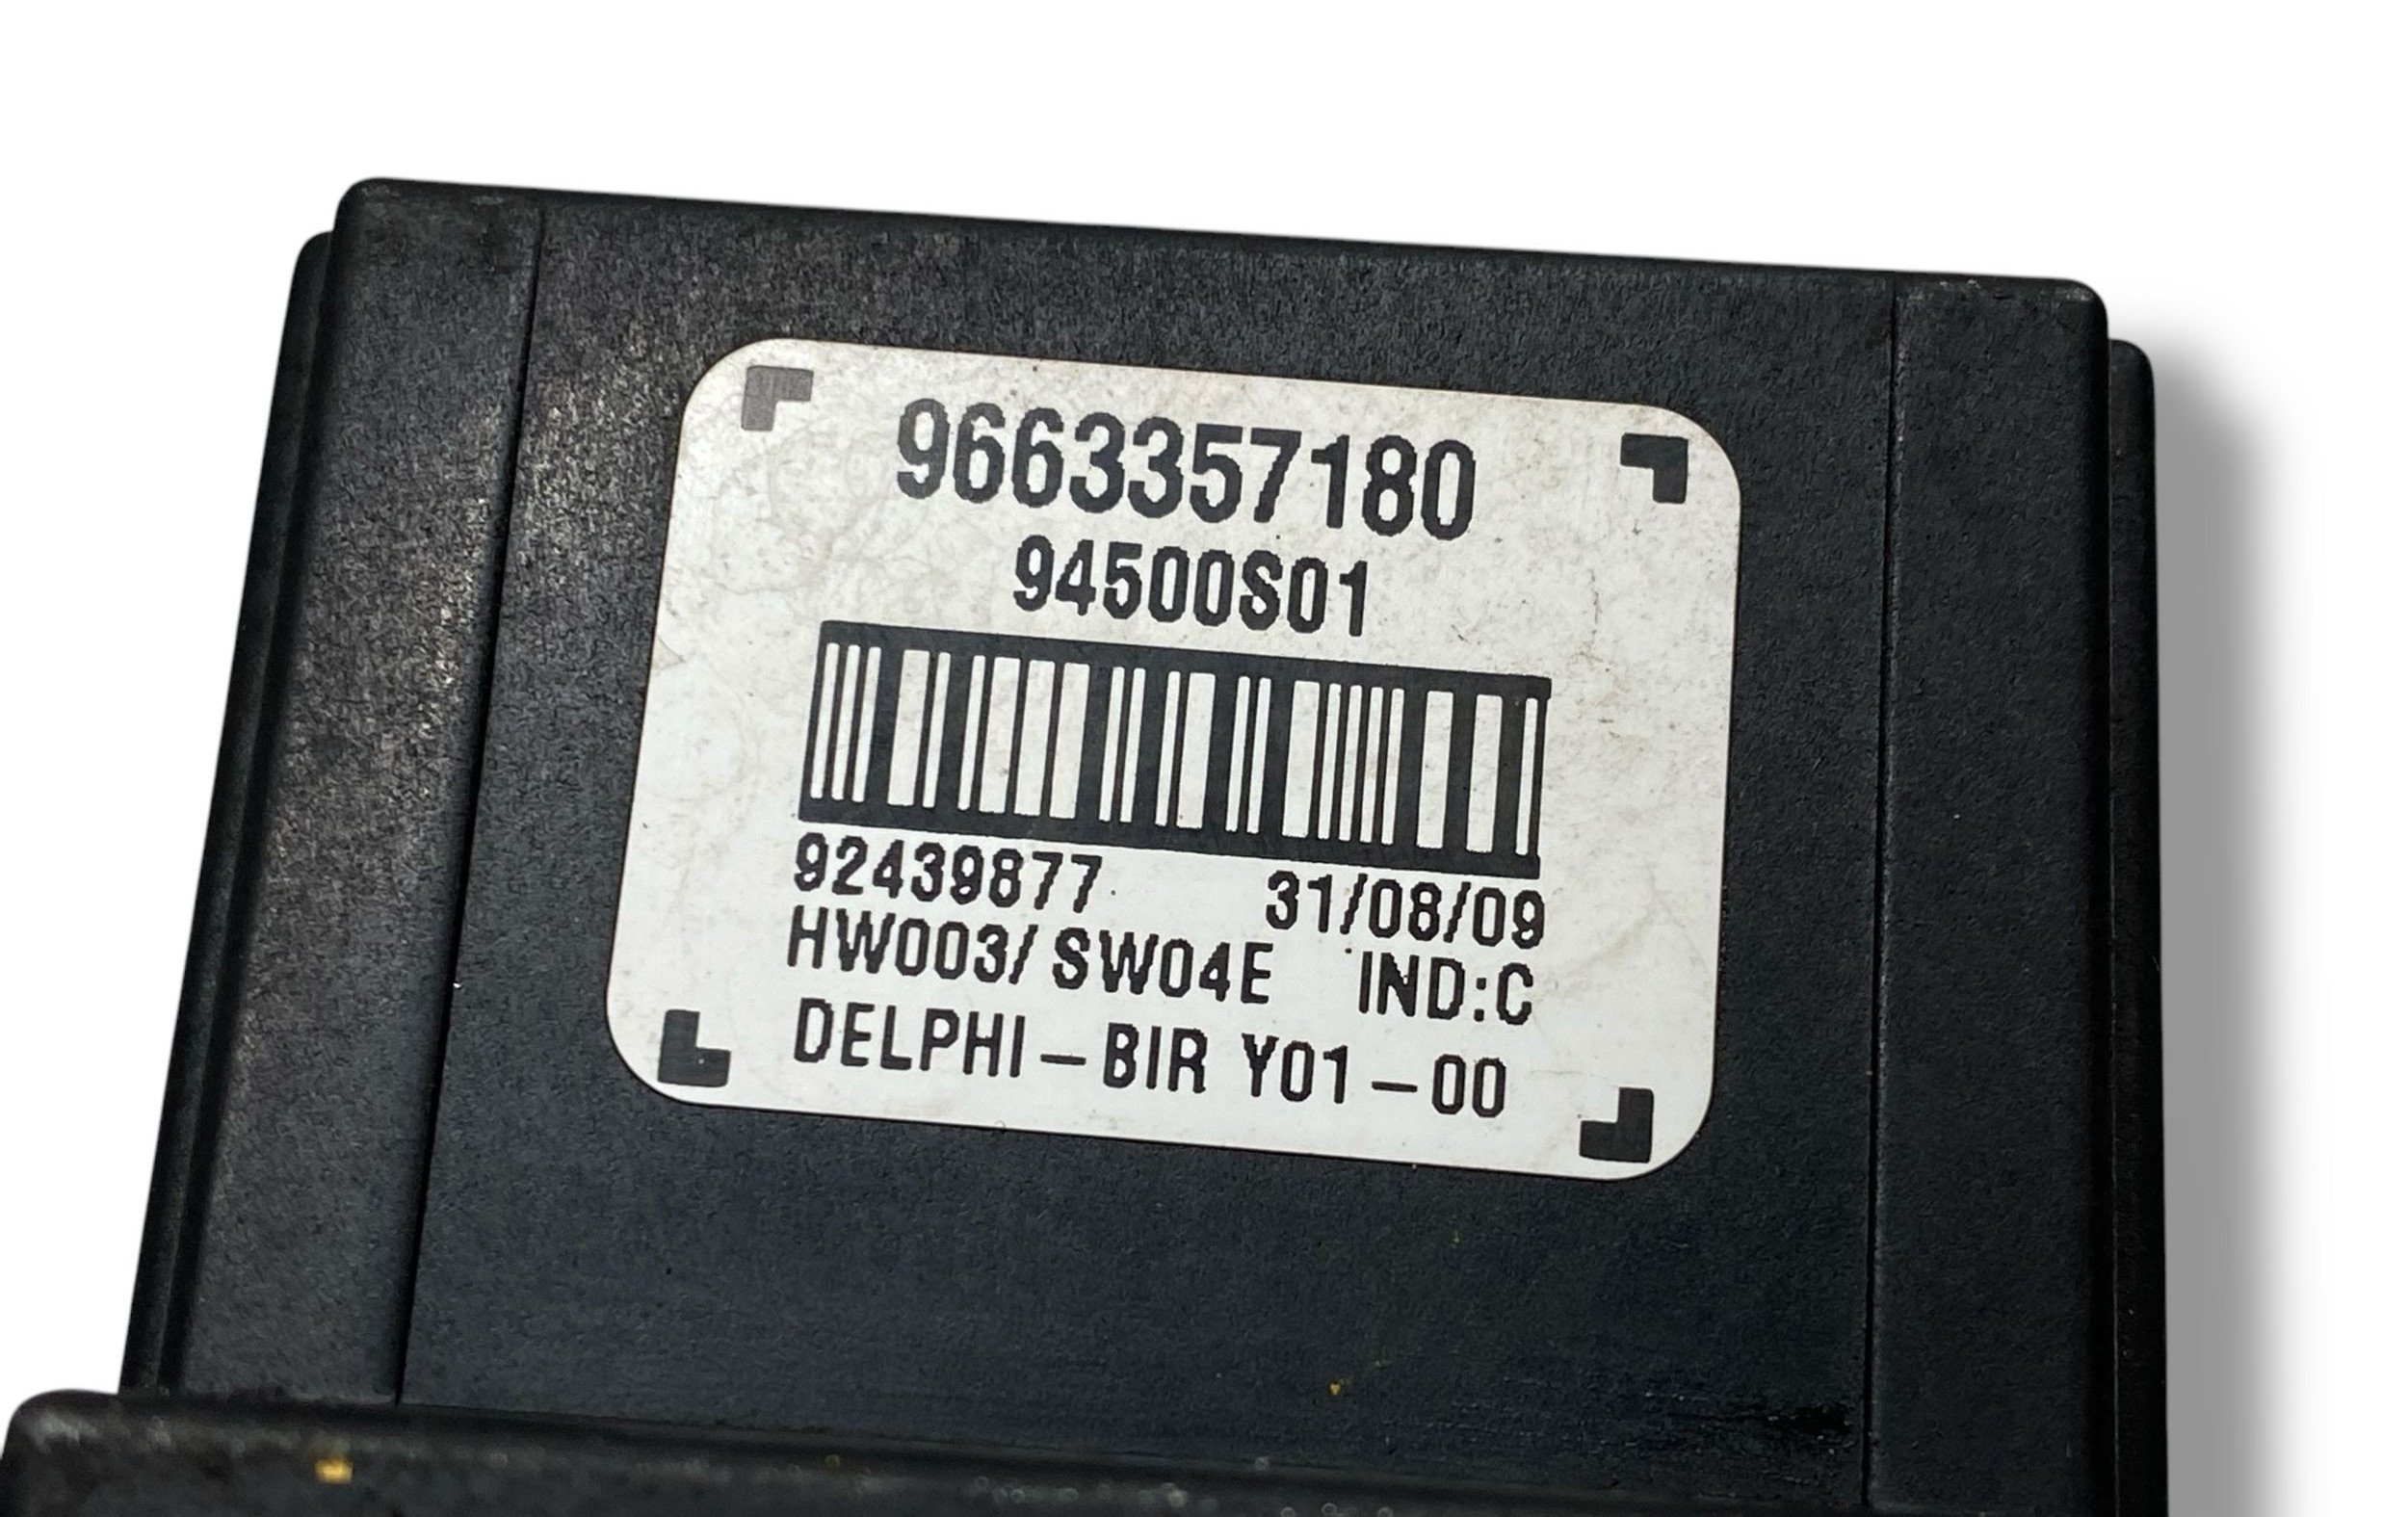 9663357180
94500S01
92439877 31/08/09
HW003/ SW04E IND:C
DELPHI-BIR Y01-00